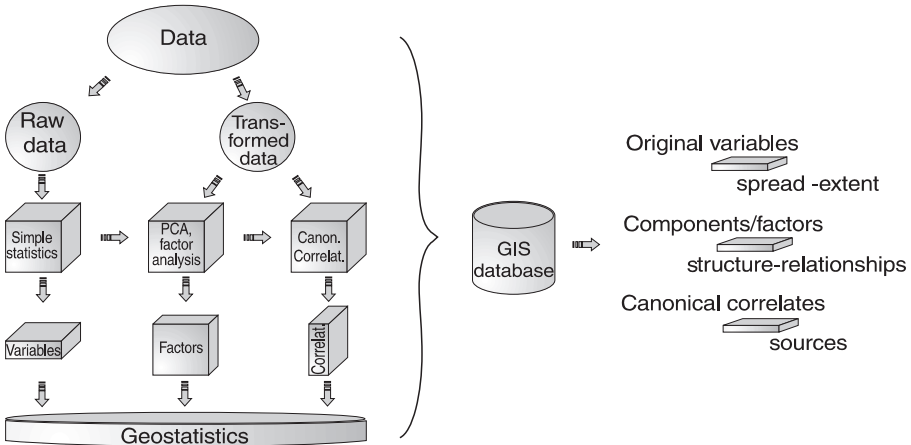 Data
Raw
data
Trans-
formed
data
Simple
statistics
PCA,
factor
analysis
Canon.
Correlat.
Variables
Factors
Correlat.
Geostatistics
GIS
database
Original variables
spread -extent
Components/factors
structure-relationships
Canonical correlates
sources